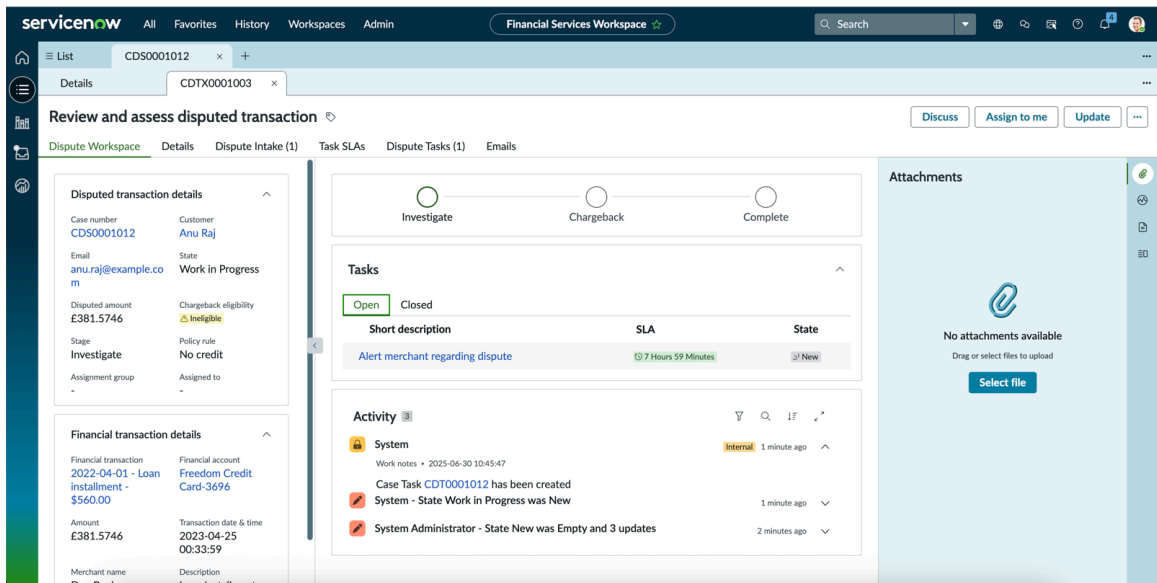 servicenow All Favorites History Workspaces Admin Financial Services Workspace Search 4
List CDS0001012 × +
Details CDTX0001003 ×
Review and assess disputed transaction Discuss Assign to me Update
Dispute Workspace Details Dispute Intake (1) Task SLAs Dispute Tasks (1) Emails
Disputed transaction details
Case number Customer
CDS0001012 Anu Raj
Email State
anu.raj@example.co Work in Progress
m
Disputed amount Chargeback eligibility
£381.5746 Ineligible
Stage Policy rule
Investigate No credit
Assignment group Assigned to
- -
Financial transaction details
Financial transaction Financial account
2022-04-01 - Loan Freedom Credit
installment - Card-3696
$560.00
Amount Transaction date & time
£381.5746 2023-04-25
00:33:59
Merchant name Description
Investigate Chargeback Complete
Tasks
Open Closed
Short description SLA State
Alert merchant regarding dispute 7 Hours 59 Minutes New
Activity 3
System Internal 1 minute ago
Work notes • 2025-06-30 10:45:47
Case Task CDT0001012 has been created
System - State Work in Progress was New 1 minute ago
System Administrator - State New was Empty and 3 updates 2 minutes ago
Attachments
No attachments available
Drag or select files to upload
Select file